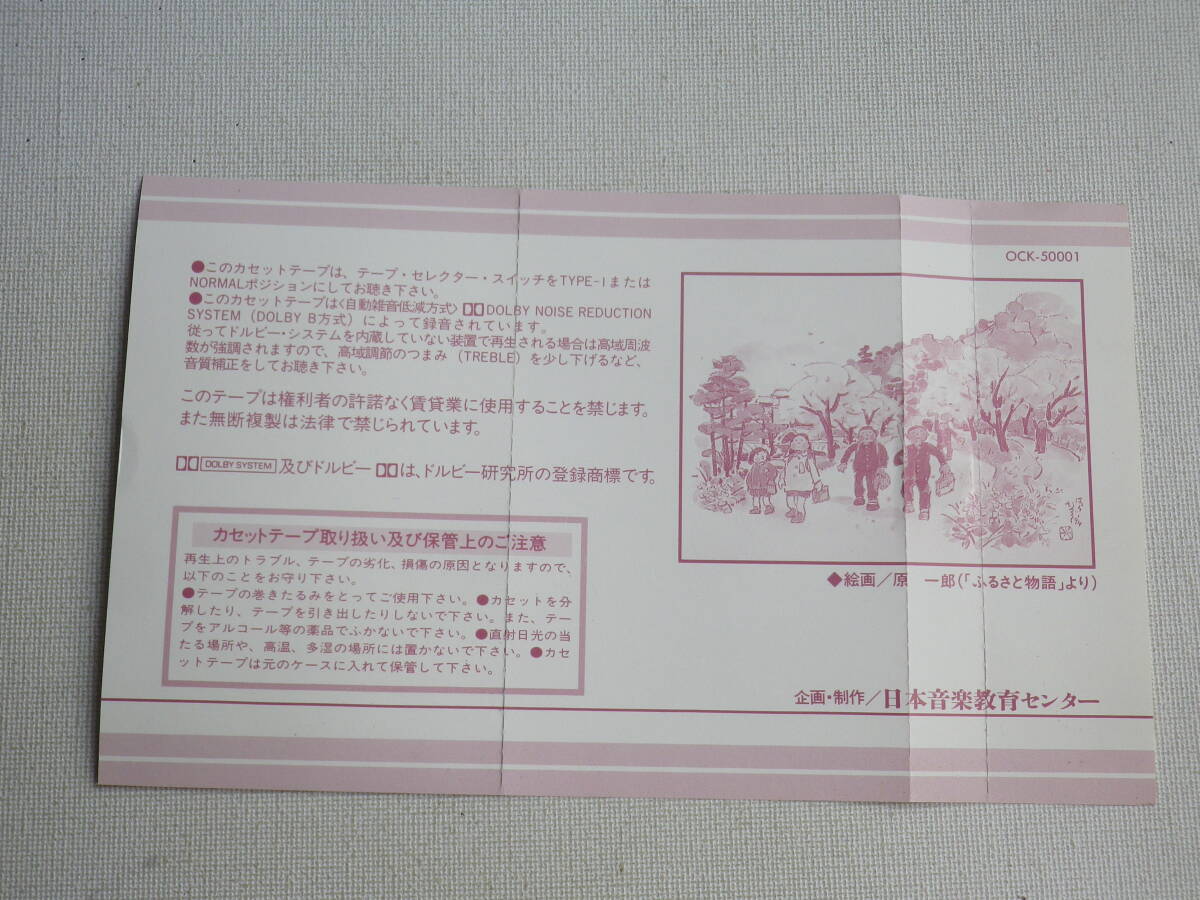 ●このカセットテープは、テープ・セレクター・スイッチをTYPE-Iまたは
NORMALポジションにしてお聴き下さい。
●このカセットテープは〈自動雑音低減方式〉DOLBY NOISE REDUCTION
SYSTEM（DOLBY B方式）によって録音されています。
従ってドルビー・システムを内蔵していない装置で再生される場合は高域周波
数が強調されますので、高域調節のつまみ（TREBLE）を少し下げるなど、
音質補正をしてお聴き下さい。
このテープは権利者の許諾なく賃貸業に使用することを禁じます。
また無断複製は法律で禁じられています。
DOLBY SYSTEM 及びドルビー は、ドルビー研究所の登録商標です。
カセットテープ取り扱い及び保管上のご注意
再生上のトラブル、テープの劣化、損傷の原因となりますので、
以下のことをお守り下さい。
●テープの巻きたるみをとってご使用下さい。●カセットを分
解したり、テープを引き出したりしないで下さい。また、テー
プをアルコール等の薬品でふかないで下さい。●直射日光の当
たる場所や、高温、多湿の場所には置かないで下さい。●カセ
ットテープは元のケースに入れて保管して下さい。
OCK-50001
◆絵画／原 一郎（「ふるさと物語」より）
企画・制作／日本音楽教育センター